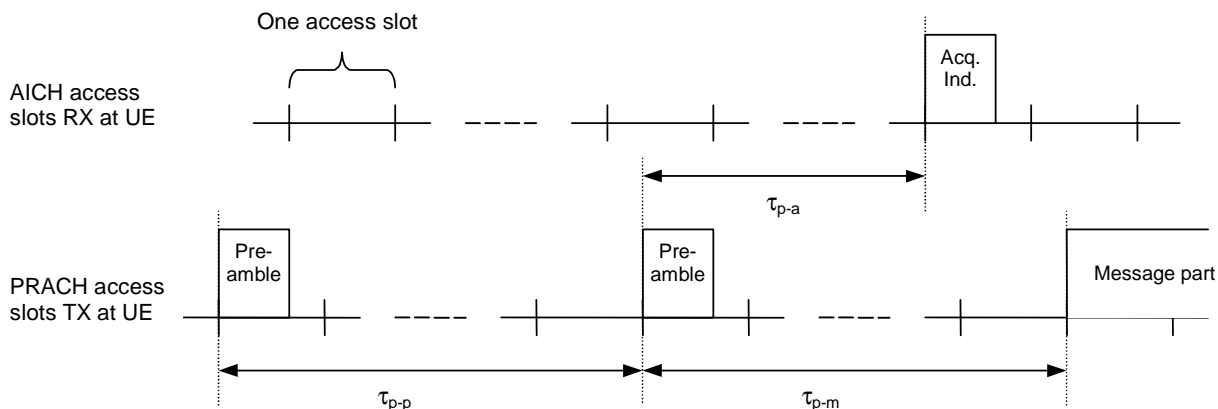 One access slot
AICH access
slots RX at UE
Acq.
Ind.
τp-a
Pre-
amble
Pre-
amble
Message part
PRACH access
slots TX at UE
τp-p
τp-m